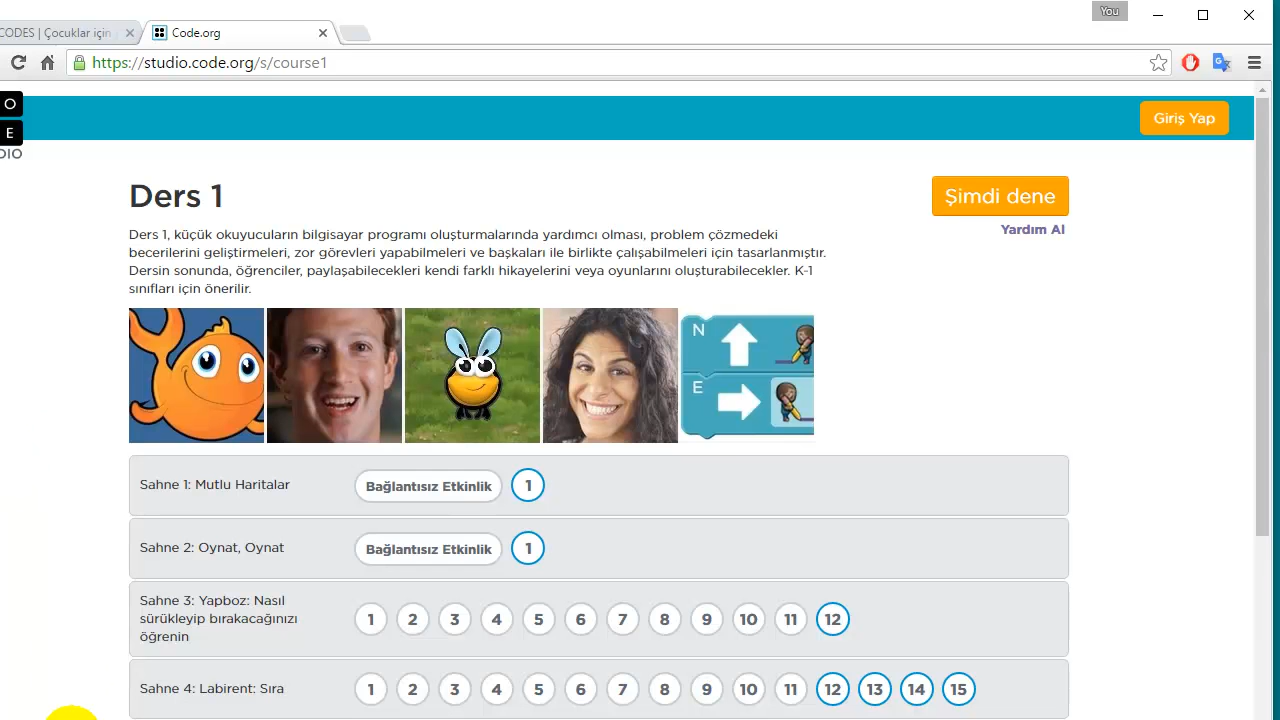 You
CODES | Çocuklar için
Code.org
https://studio.code.org/s/course1
O
E
DIO
Giriş Yap
Ders 1
Şimdi dene
Yardım Al
Ders 1, küçük okuyucuların bilgisayar programı oluşturmalarında yardımcı olması, problem çözmedeki
becerilerini geliştirmeleri, zor görevleri yapabilmeleri ve başkaları ile birlikte çalışabilmeleri için tasarlanmıştır.
Dersin sonunda, öğrenciler, paylaşabilecekleri kendi farklı hikayelerini veya oyunlarını oluşturabilecekler. K-1
sınıfları için önerilir.
N
E
Sahne 1: Mutlu Haritalar
Bağlantısız Etkinlik 1
Sahne 2: Oynat, Oynat
Bağlantısız Etkinlik 1
Sahne 3: Yapboz: Nasıl
sürükleyip bırakacağınızı
öğrenin
1 2 3 4 5 6 7 8 9 10 11 12
Sahne 4: Labirent: Sıra
1 2 3 4 5 6 7 8 9 10 11 12 13 14 15